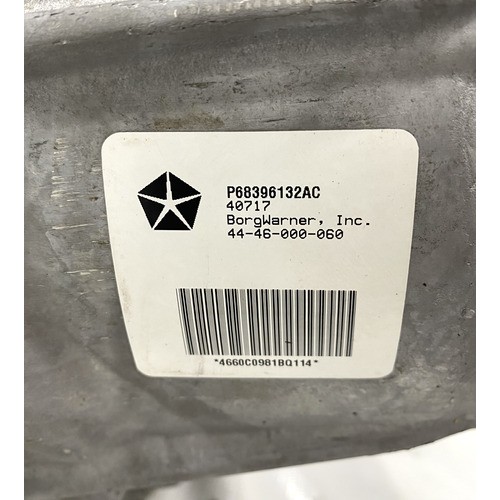 P68396132AC
40717
BorgWarner, Inc.
44-46-000-060
*4660C0981BQ114*